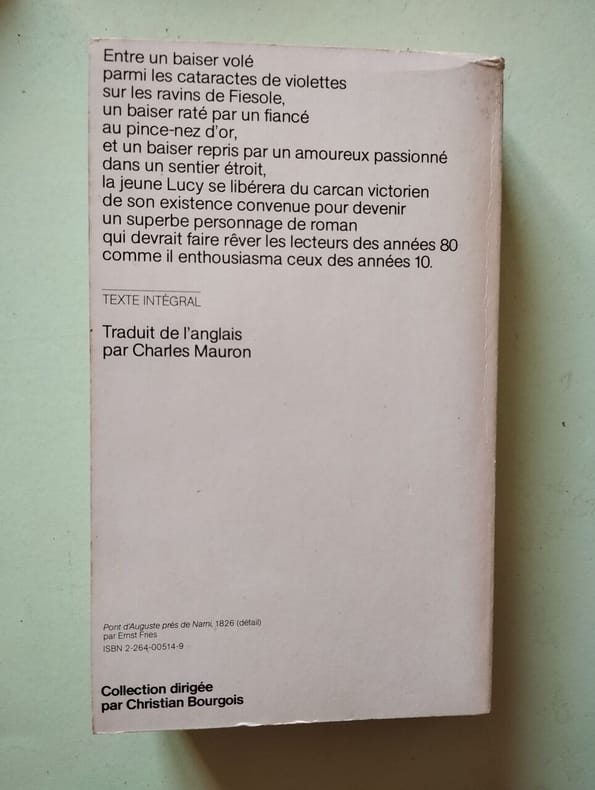 Entre un baiser volé
parmi les cataractes de violettes
sur les ravins de Fiesole,
un baiser raté par un fiancé
au pince-nez d'or,
et un baiser repris par un amoureux passionné
dans un sentier étroit,
la jeune Lucy se libérera du carcan victorien
de son existence convenue pour devenir
un superbe personnage de roman
qui devrait faire rêver les lecteurs des années 80
comme il enthousiasma ceux des années 10.
TEXTE INTÉGRAL
Traduit de l'anglais
par Charles Mauron
Pont d'Auguste près de Narni, 1826 (détail)
par Ernst Fries
ISBN 2-264-00514-9
Collection dirigée
par Christian Bourgois